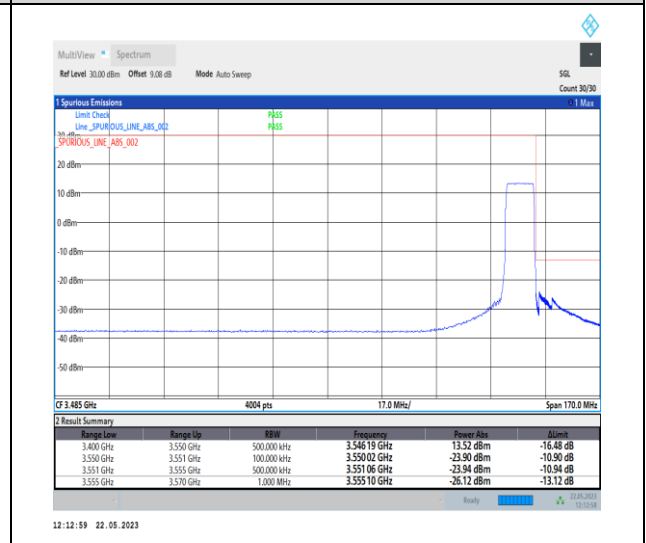 MultiView Spectrum
Ref Level 30.00 dBm Offset 9.08 dB Mode Auto Sweep SGL
Count 30/30
1 Spurious Emissions 1 Max
Limit Check PASS
Line _SPURIOUS_LINE_ABS_002 PASS
30 dBm
_SPURIOUS_LINE_ABS_002
20 dBm
10 dBm
0 dBm
-10 dBm
-20 dBm
-30 dBm
-40 dBm
-50 dBm
CF 3.485 GHz 4004 pts 17.0 MHz/ Span 170.0 MHz
2 Result Summary
Range Low Range Up RBW Frequency Power Abs ΔLimit
3.400 GHz 3.550 GHz 500.000 kHz 3.546 19 GHz 13.52 dBm -16.48 dB
3.550 GHz 3.551 GHz 100.000 kHz 3.550 02 GHz -23.90 dBm -10.90 dB
3.551 GHz 3.555 GHz 500.000 kHz 3.551 06 GHz -23.94 dBm -10.94 dB
3.555 GHz 3.570 GHz 1.000 MHz 3.555 10 GHz -26.12 dBm -13.12 dB
Ready 22.05.2023
12:12:58
12:12:59 22.05.2023